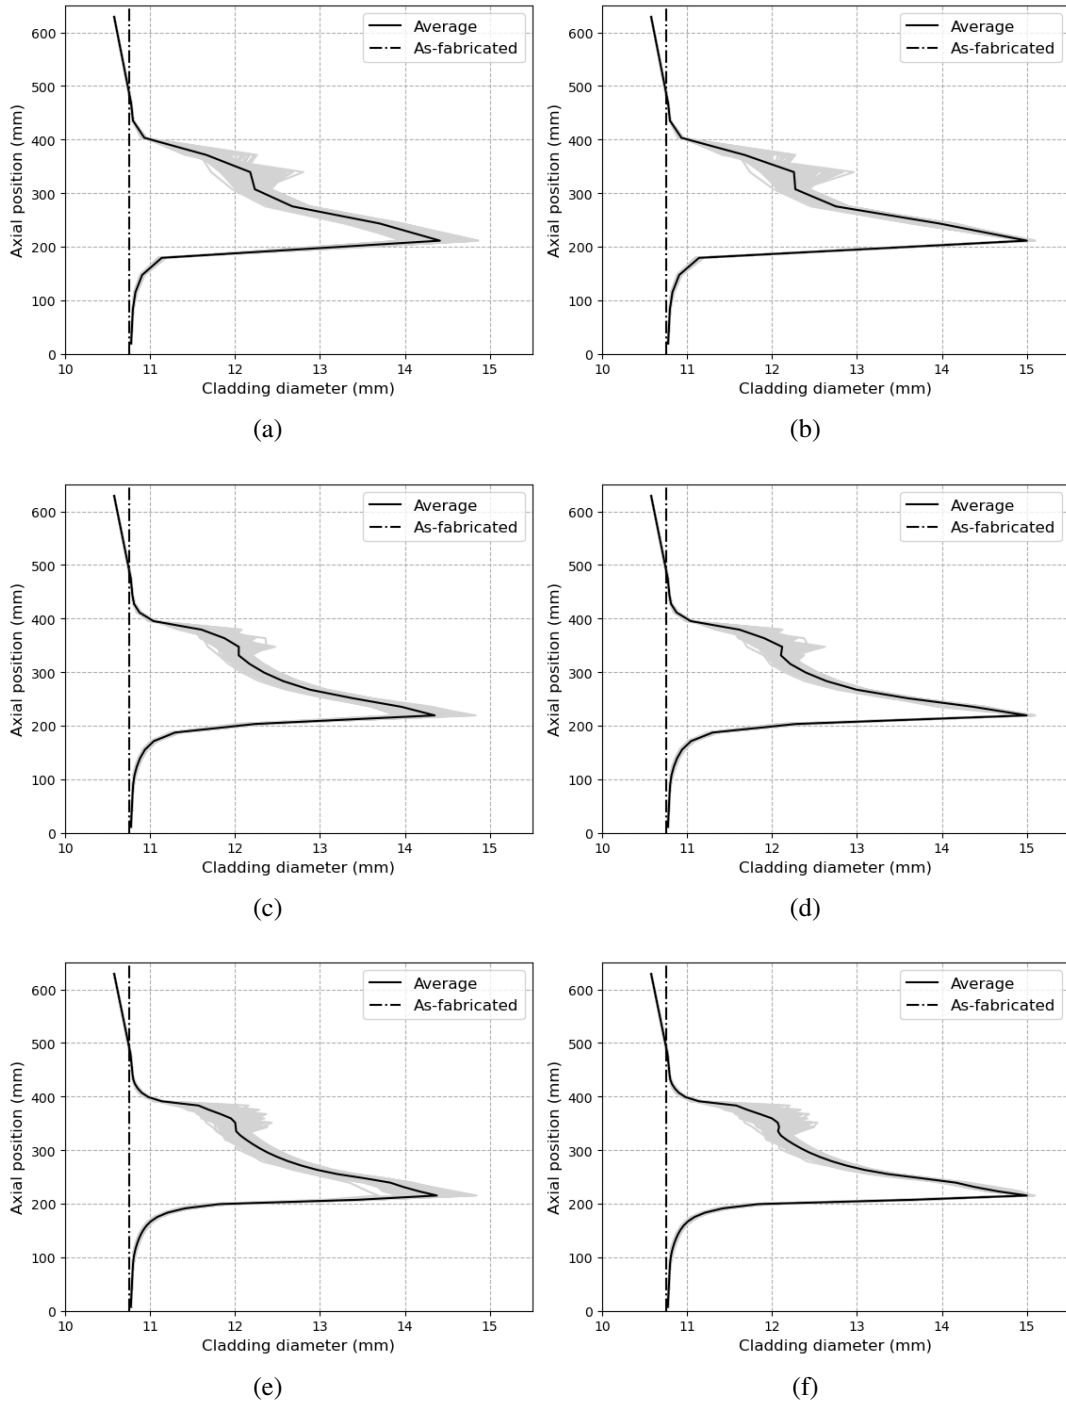 600
500
400
300
200
100
0
Axial position (mm)
Average
As-fabricated
10 11 12 13 14 15
Cladding diameter (mm)
(a)
600
500
400
300
200
100
0
Axial position (mm)
Average
As-fabricated
10 11 12 13 14 15
Cladding diameter (mm)
(b)
600
500
400
300
200
100
0
Axial position (mm)
Average
As-fabricated
10 11 12 13 14 15
Cladding diameter (mm)
(c)
600
500
400
300
200
100
0
Axial position (mm)
Average
As-fabricated
10 11 12 13 14 15
Cladding diameter (mm)
(d)
600
500
400
300
200
100
0
Axial position (mm)
Average
As-fabricated
10 11 12 13 14 15
Cladding diameter (mm)
(e)
600
500
400
300
200
100
0
Axial position (mm)
Average
As-fabricated
10 11 12 13 14 15
Cladding diameter (mm)
(f)